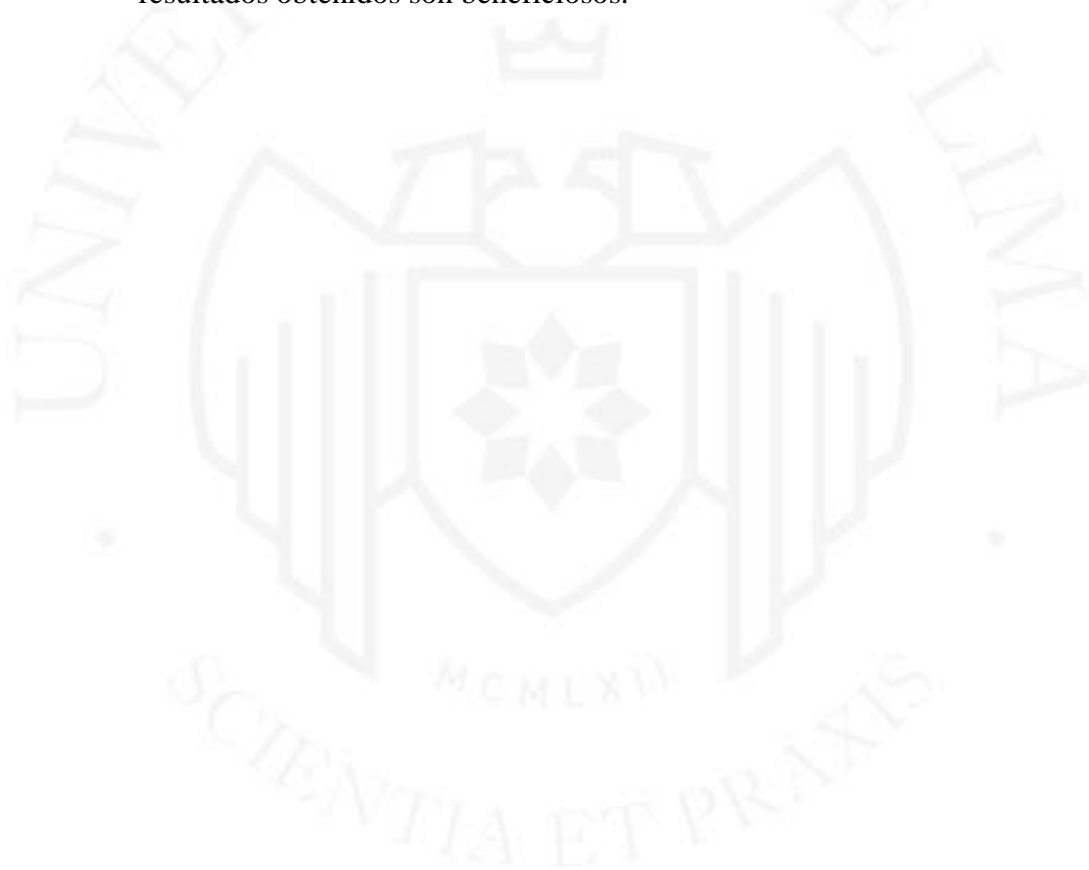 resultados obtenidos son beneficiosos.
UNIVERSIDAD DE LIMA
MCMLXII
SCIENTIA ET PRAXIS